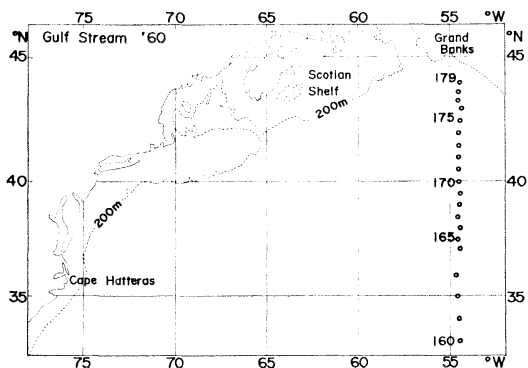 °N Gulf Stream '60 °N
Grand
Banks
45 45
179
Scotian
Shelf
200m
175
40 170 40
200m
165
Cape Hatteras
35 35
160
75 70 65 60 55 °W
75 70 65 60 55 °W